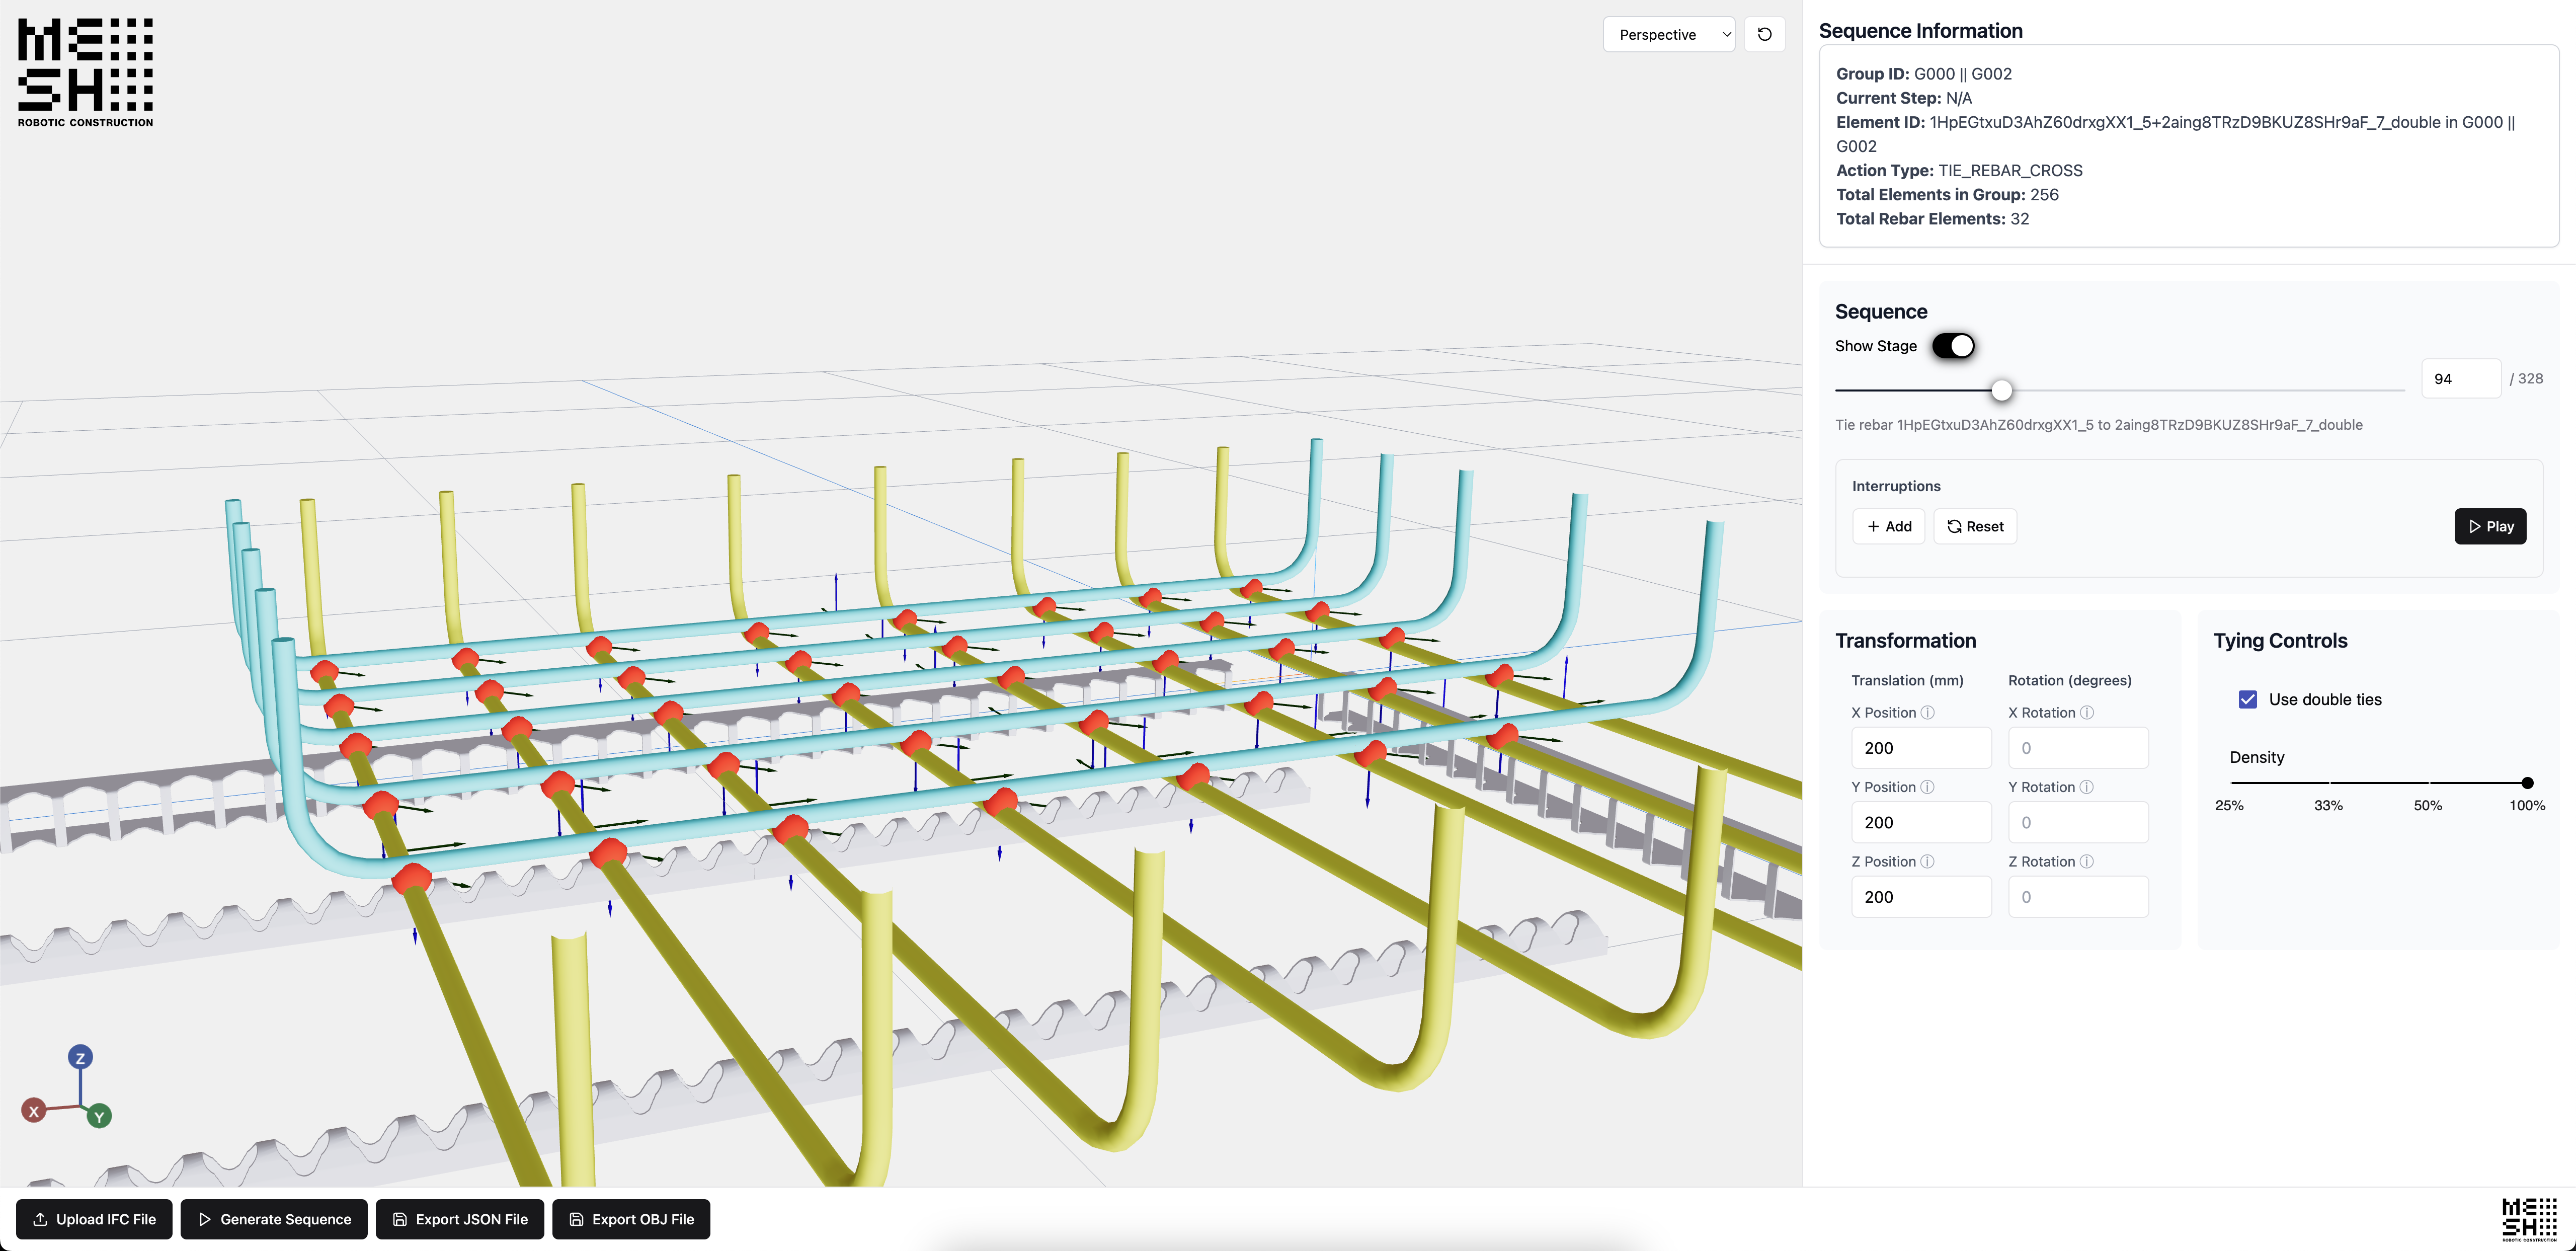 MESH
ROBOTIC CONSTRUCTION
Perspective
Sequence Information
Group ID: G000 || G002
Current Step: N/A
Element ID: 1HpEGtxuD3AhZ60drxgXX1_5+2aing8TRzD9BKUZ8SHr9aF_7_double in G000 ||
G002
Action Type: TIE_REBAR_CROSS
Total Elements in Group: 256
Total Rebar Elements: 32
Sequence
Show Stage
94 / 328
Tie rebar 1HpEGtxuD3AhZ60drxgXX1_5 to 2aing8TRzD9BKUZ8SHr9aF_7_double
Interruptions
Add Reset Play
Transformation
Translation (mm) Rotation (degrees)
X Position X Rotation
200 0
Y Position Y Rotation
200 0
Z Position Z Rotation
200 0
Tying Controls
Use double ties
Density
25% 33% 50% 100%
Z
X
Y
Upload IFC File Generate Sequence Export JSON File Export OBJ File
MESH
ROBOTIC CONSTRUCTION